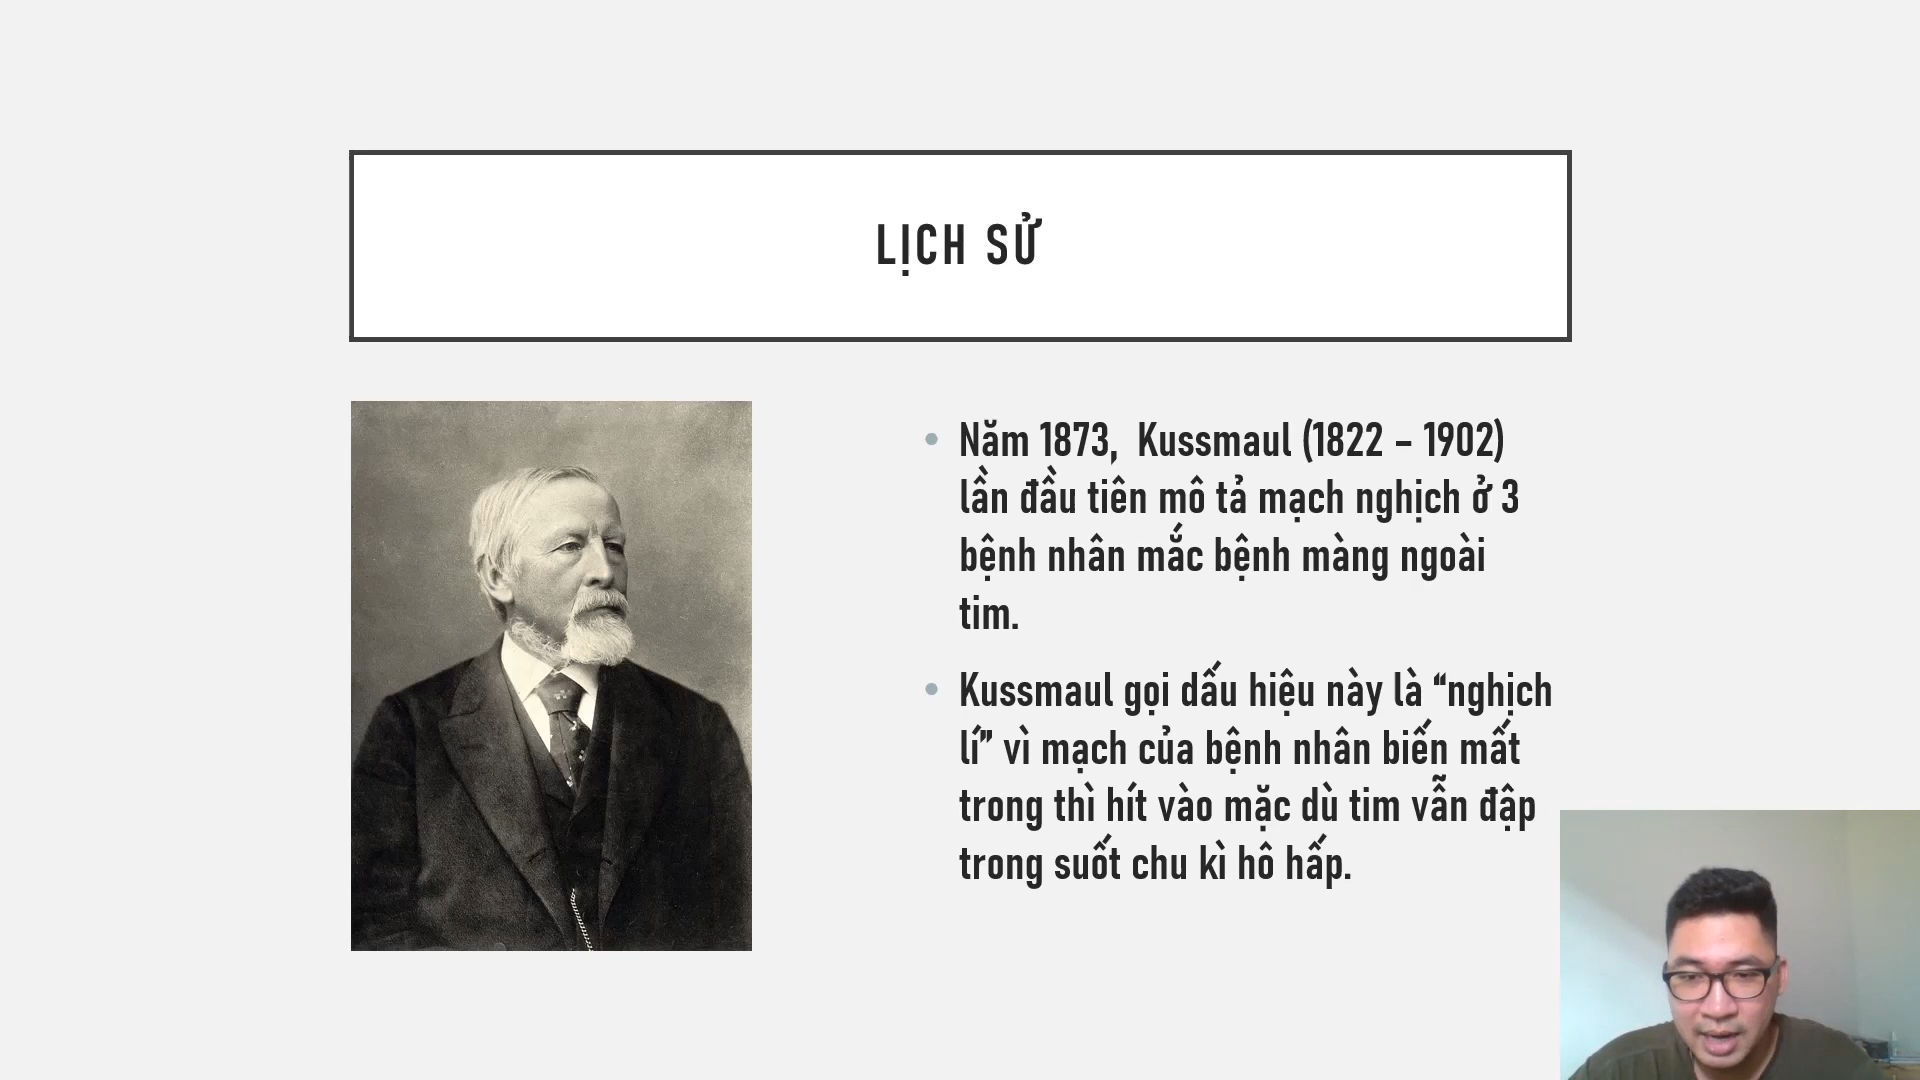 LỊCH SỬ
Năm 1873,  Kussmaul (1822 – 1902)
lần đầu tiên mô tả mạch nghịch ở 3
bệnh nhân mắc bệnh màng ngoài
tim.
Kussmaul gọi dấu hiệu này là “nghịch
lí” vì mạch của bệnh nhân biến mất
trong thì hít vào mặc dù tim vẫn đập
trong suốt chu kì hô hấp.